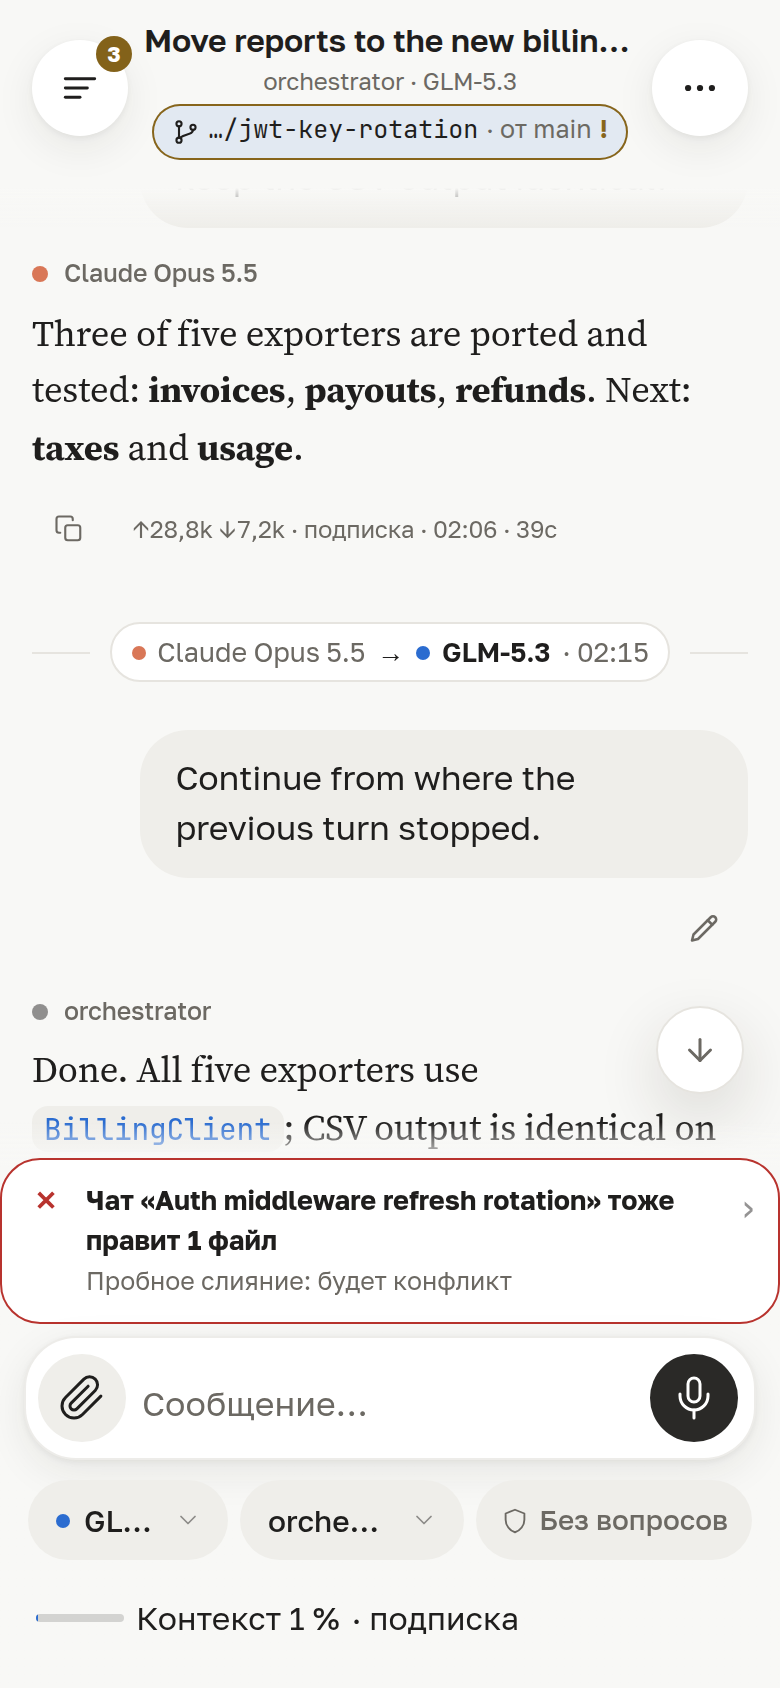 3
Move reports to the new billin...
orchestrator · GLM-5.3
…/jwt-key-rotation · от main !
Claude Opus 5.5
Three of five exporters are ported and
tested: invoices, payouts, refunds. Next:
taxes and usage.
↑28,8k ↓7,2k · подписка · 02:06 · 39с
Claude Opus 5.5 → GLM-5.3 · 02:15
Continue from where the
previous turn stopped.
orchestrator
Done. All five exporters use
BillingClient; CSV output is identical on
Чат «Auth middleware refresh rotation» тоже
правит 1 файл
Пробное слияние: будет конфликт
Сообщение...
GL...
orche...
Без вопросов
Контекст 1 % · подписка